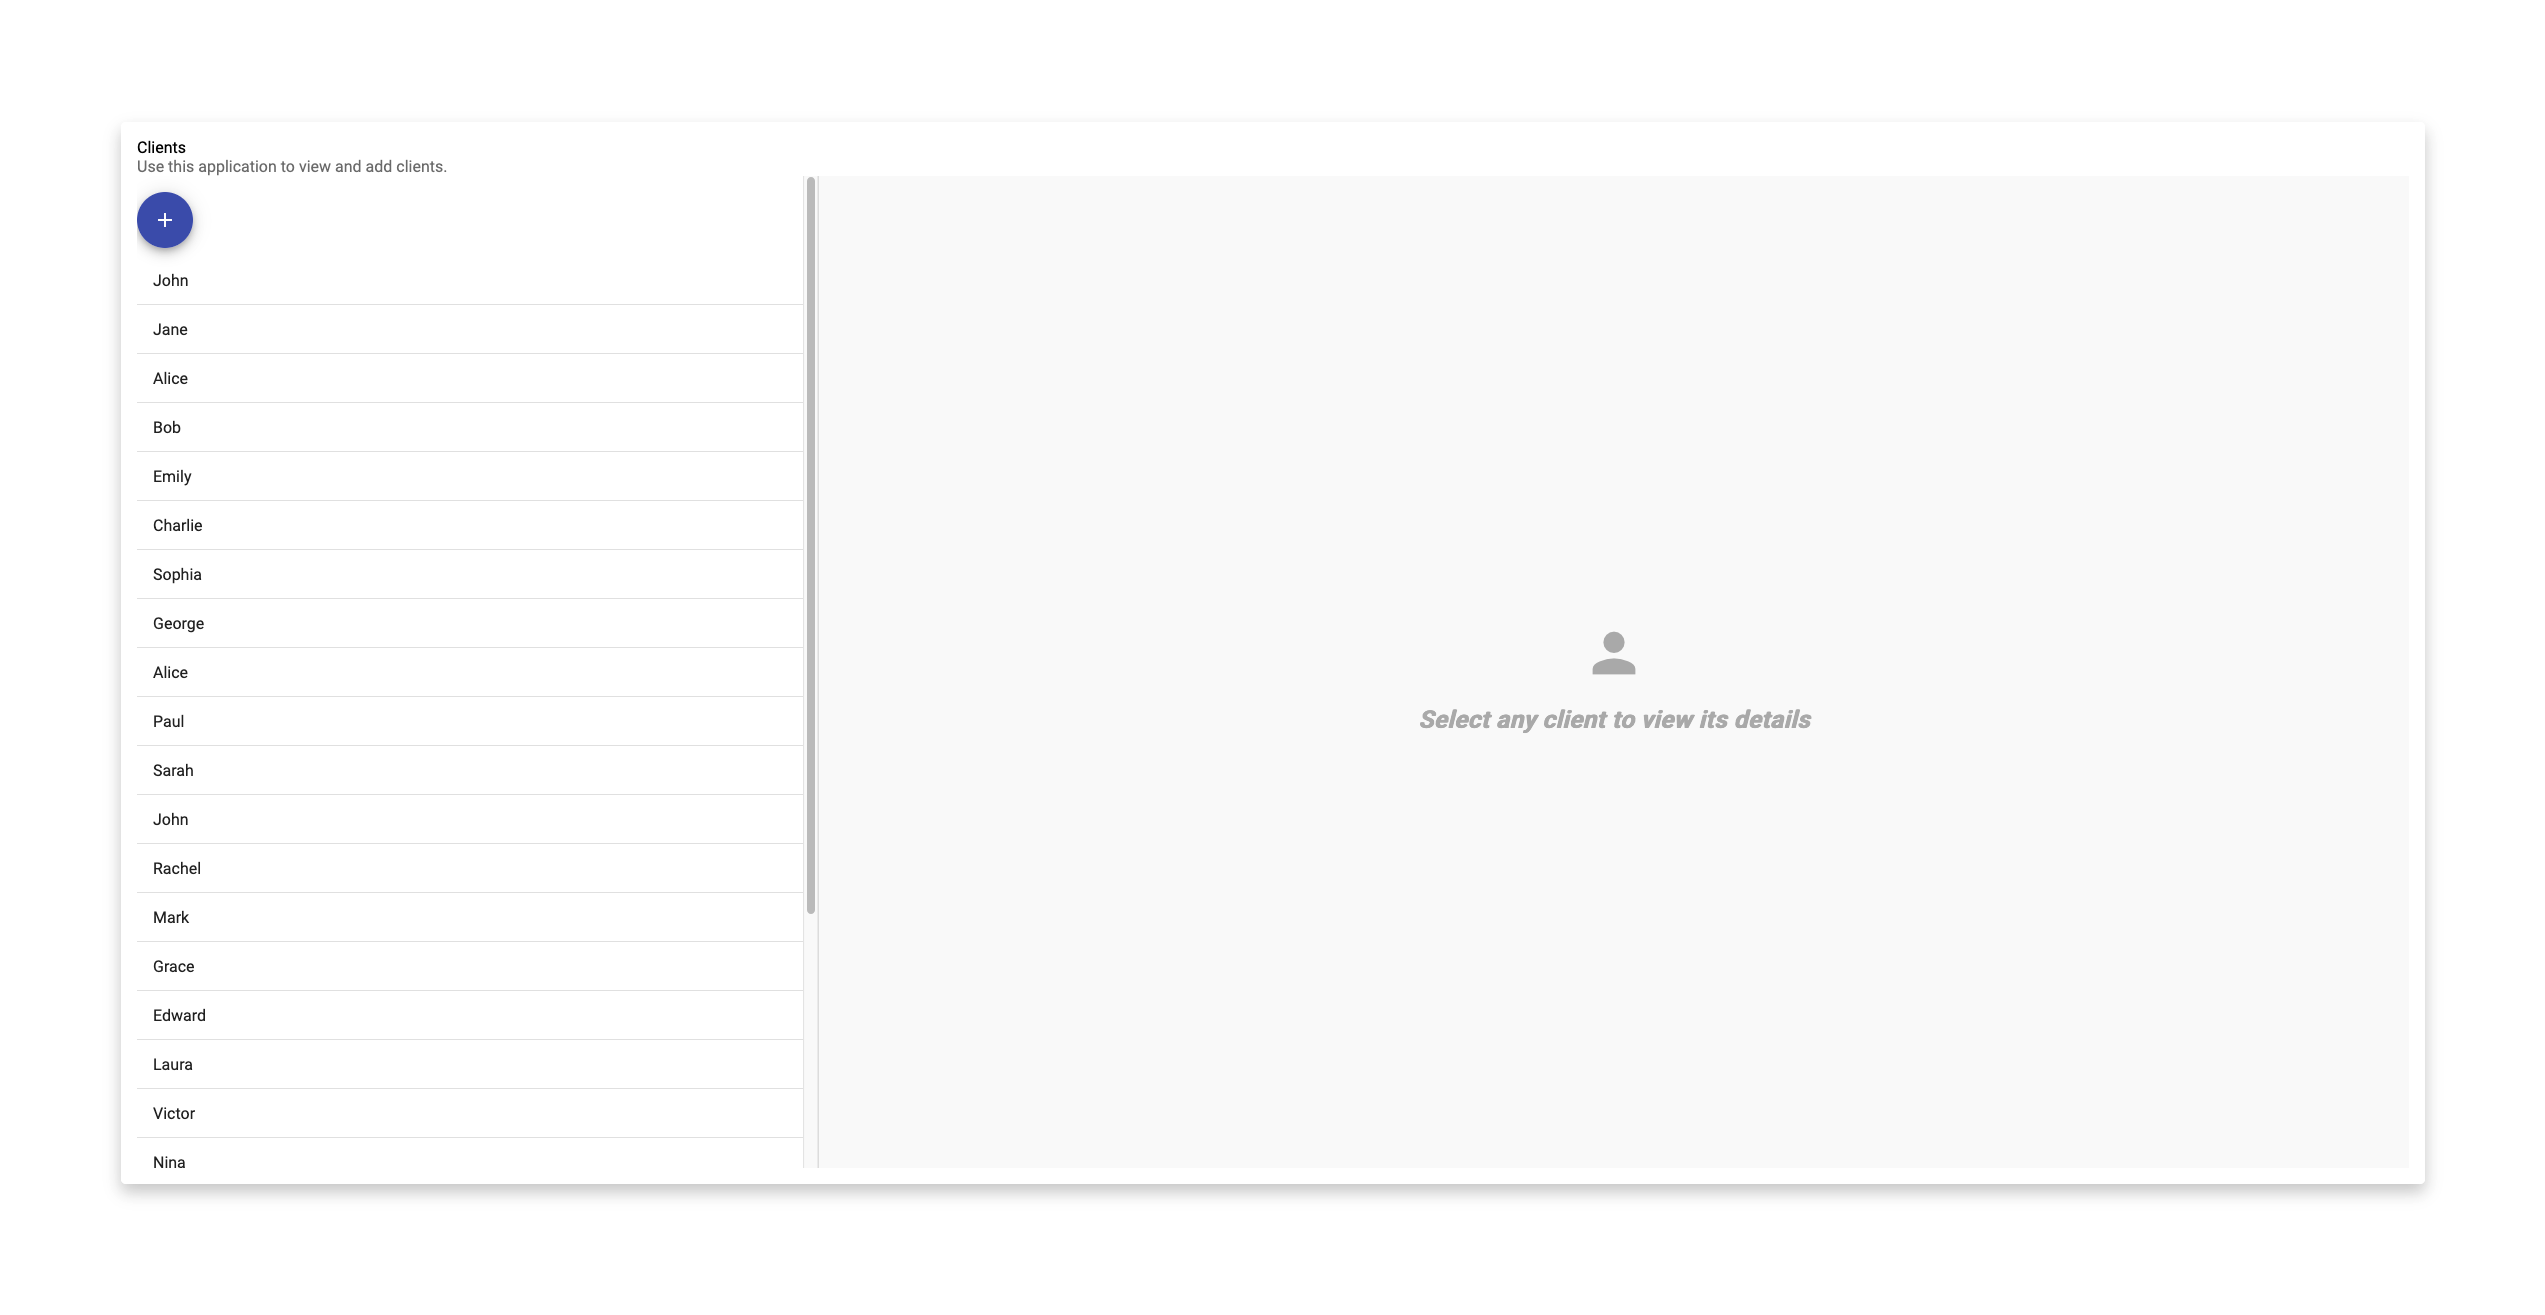 Clients
Use this application to view and add clients.
+
John
Jane
Alice
Bob
Emily
Charlie
Sophia
George
Alice
Paul
Sarah
John
Rachel
Mark
Grace
Edward
Laura
Victor
Nina
Select any client to view its details